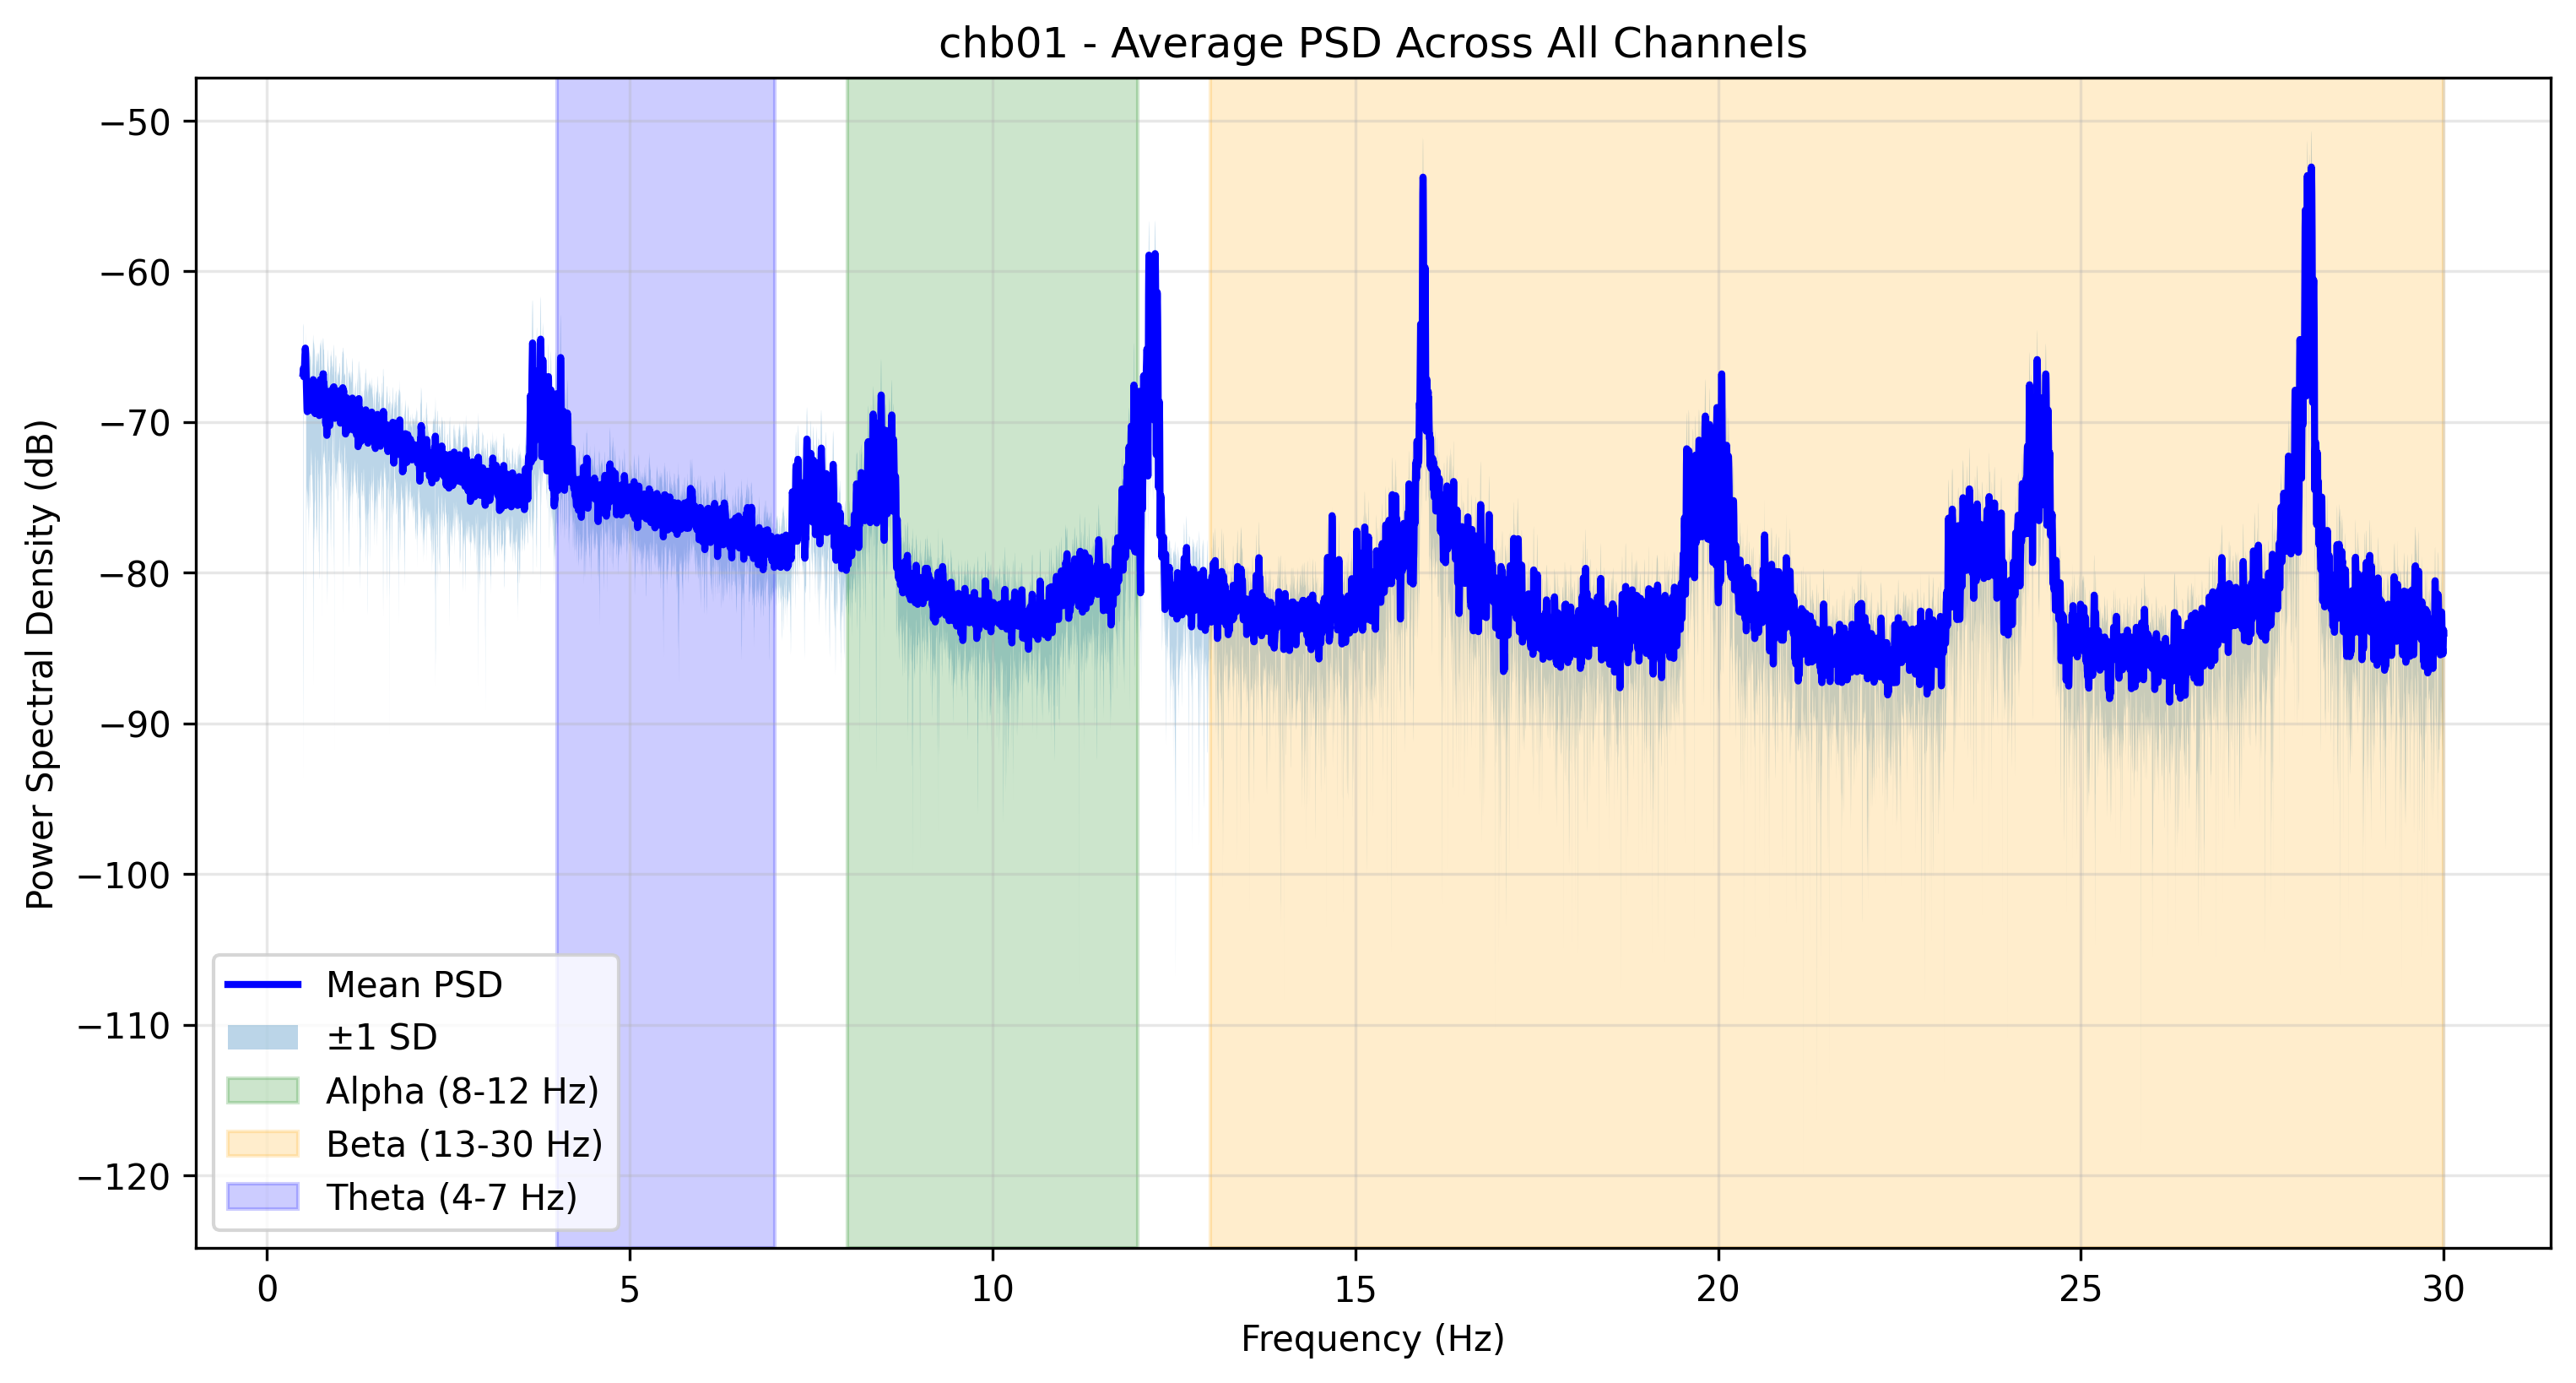 chb01 - Average PSD Across All Channels
Power Spectral Density (dB)
−50
−60
−70
−80
−90
−100
−110
−120
Mean PSD
±1 SD
Alpha (8-12 Hz)
Beta (13-30 Hz)
Theta (4-7 Hz)
0 5 10 15 20 25 30
Frequency (Hz)